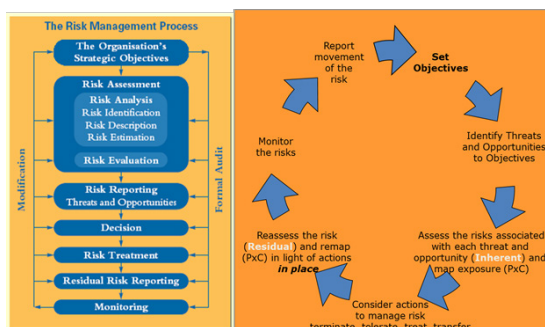 The Risk Management Process
The Organisation's
Strategic Objectives
Risk Assessment
Risk Analysis
Risk Identification
Risk Description
Risk Estimation
Risk Evaluation
Risk Reporting
Threats and Opportunities
Decision
Risk Treatment
Residual Risk Reporting
Monitoring
Modification
Formal Audit
Set
Objectives
Identify Threats
and Opportunities
to Objectives
Assess the risks associated
with each threat and
opportunity (Inherent) and
map exposure (PxC)
Consider actions
to manage risk
terminate, tolerate, treat, transfer
Reassess the risk
(Residual) and remap
(PxC) in light of actions
in place
Monitor
the risks
Report
movement
of the
risk